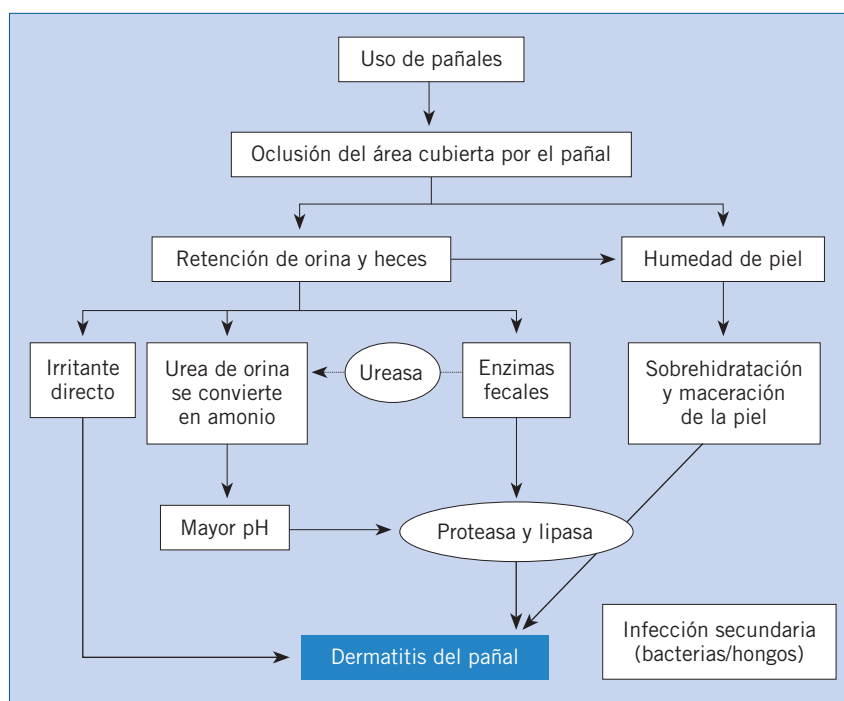 Uso de pañales
Oclusión del área cubierta por el pañal
Retención de orina y heces
Humedad de piel
Irritante
directo
Urea de orina
se convierte
en amonio
Ureasa
Enzimas
fecales
Sobrehidratación
y maceración
de la piel
Mayor pH
Proteasa y lipasa
Dermatitis del pañal
Infección secundaria
(bacterias/hongos)